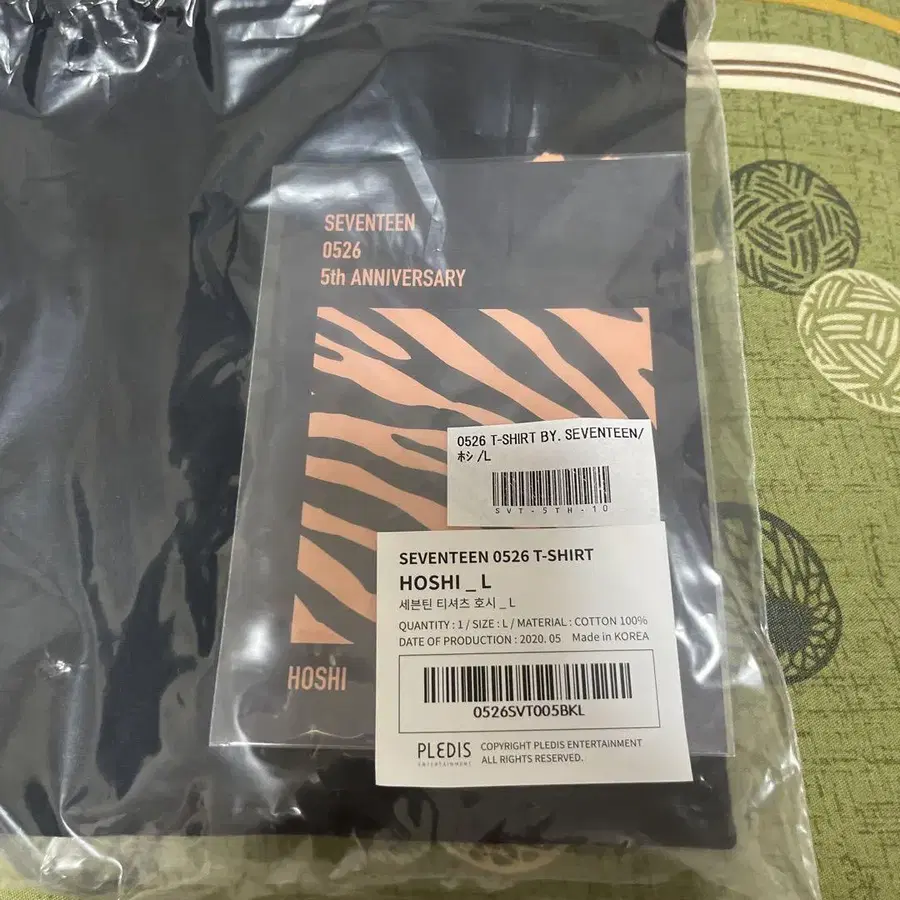 SEVENTEEN
0526
5th ANNIVERSARY
0526 T-SHIRT BY. SEVENTEEN/
ﾎｼ /L
SVT-5TH-10
SEVENTEEN 0526 T-SHIRT
HOSHI _ L
세븐틴 티셔츠 호시 _ L
QUANTITY : 1 / SIZE : L / MATERIAL : COTTON 100%
DATE OF PRODUCTION : 2020. 05 Made in KOREA
0526SVT005BKL
PLEDIS
ENTERTAINMENT
COPYRIGHT PLEDIS ENTERTAINMENT
ALL RIGHTS RESERVED.
HOSHI